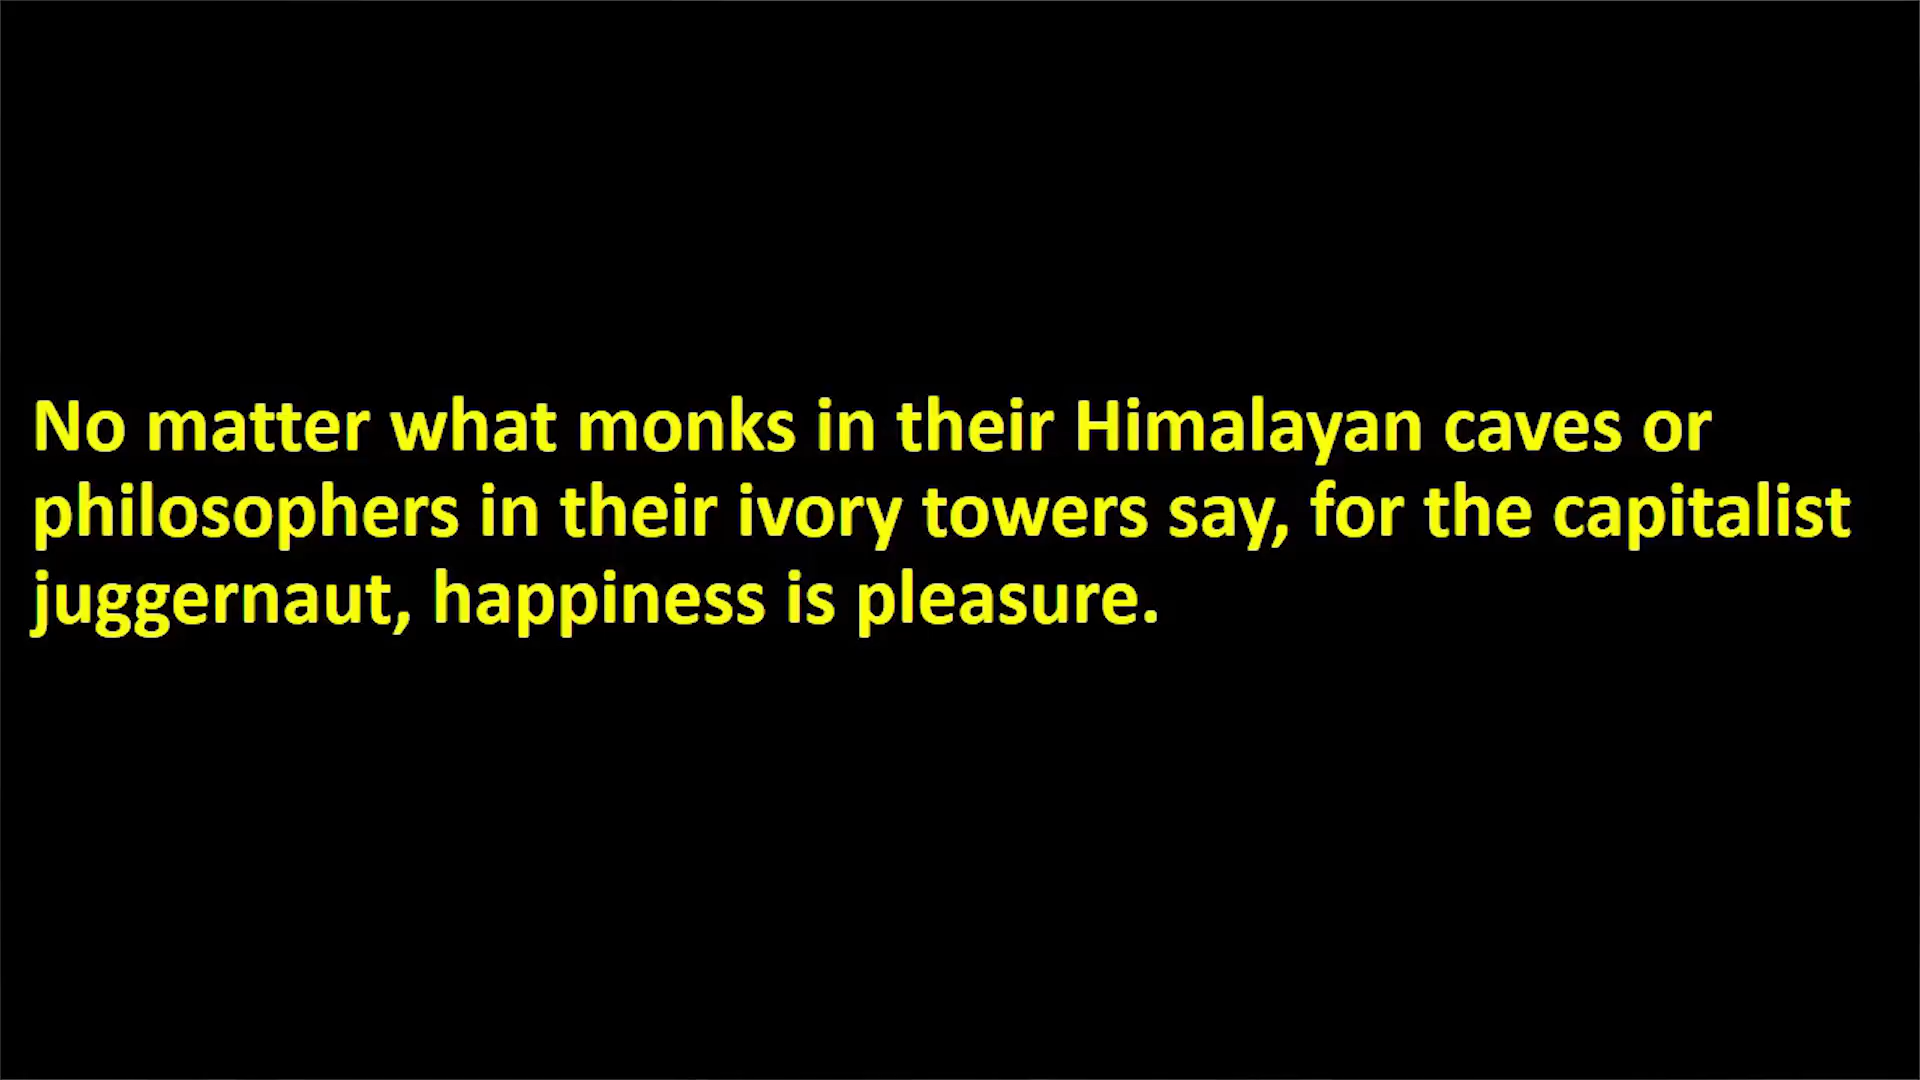 No matter what monks in their Himalayan caves or
philosophers in their ivory towers say, for the capitalist
juggernaut, happiness is pleasure.